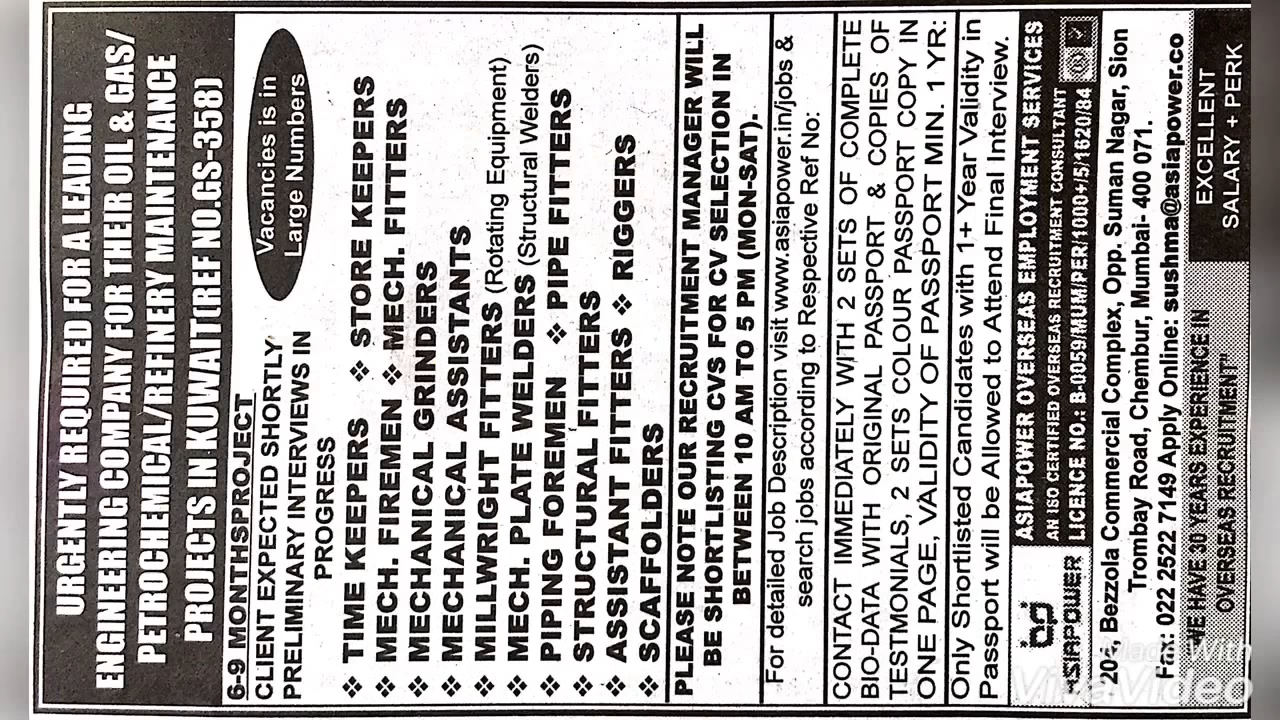 URGENTLY REQUIRED FOR A LEADING
ENGINEERING COMPANY FOR THEIR OIL & GAS/
PETROCHEMICAL/REFINERY MAINTENANCE
PROJECTS IN KUWAIT(REF NO.GS-358)
6-9 MONTHSPROJECT
CLIENT EXPECTED SHORTLY
PRELIMINARY INTERVIEWS IN
PROGRESS
Vacancies is in
Large Numbers
❖ TIME KEEPERS ❖ STORE KEEPERS
❖ MECH. FIREMEN ❖ MECH. FITTERS
❖ MECHANICAL GRINDERS
❖ MECHANICAL ASSISTANTS
❖ MILLWRIGHT FITTERS (Rotating Equipment)
❖ MECH. PLATE WELDERS (Structural Welders)
❖ PIPING FOREMEN ❖ PIPE FITTERS
❖ STRUCTURAL FITTERS
❖ ASSISTANT FITTERS ❖ RIGGERS
❖ SCAFFOLDERS
PLEASE NOTE OUR RECRUITMENT MANAGER WILL
BE SHORTLISTING CVS FOR CV SELECTION IN
BETWEEN 10 AM TO 5 PM (MON-SAT).
For detailed Job Description visit www.asiapower.in/jobs &
search jobs according to Respective Ref No:
CONTACT IMMEDIATELY WITH 2 SETS OF COMPLETE
BIO-DATA WITH ORIGINAL PASSPORT & COPIES OF
TESTMONIALS, 2 SETS COLOUR PASSPORT COPY IN
ONE PAGE, VALIDITY OF PASSPORT MIN. 1 YR:
Only Shortlisted Candidates with 1+ Year Validity in
Passport will be Allowed to Attend Final Interview.
ASIAPOWER
ASIAPOWER OVERSEAS EMPLOYMENT SERVICES
AN ISO CERTIFIED OVERSEAS RECRUITMENT CONSULTANT
LICENCE NO.: B-0059/MUM/PER/1000+/5/1620/84
204, Bezzola Commercial Complex, Opp. Suman Nagar, Sion
Trombay Road, Chembur, Mumbai- 400 071.
Fax: 022 2522 7149 Apply Online: sushma@asiapower.co
"WE HAVE 30 YEARS EXPERIENCE IN
OVERSEAS RECRUITMENT"
EXCELLENT
SALARY + PERK
Made With
VivaVideo